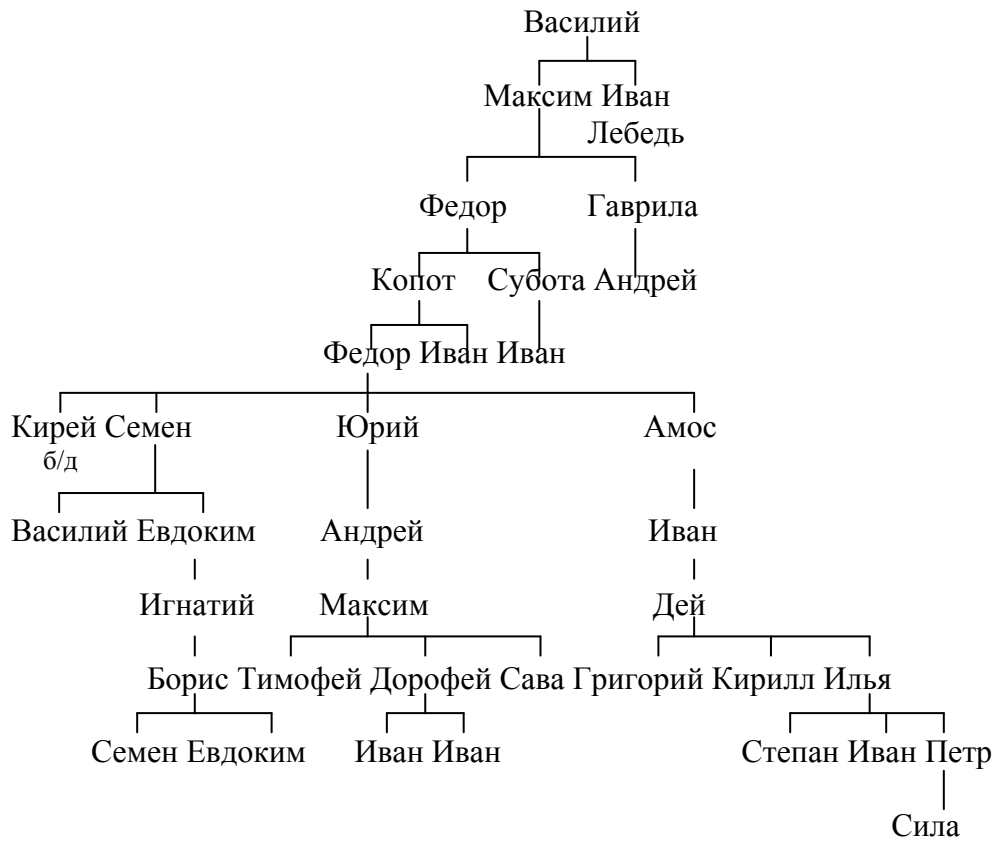 Василий
Максим Иван
Лебедь
Федор Гаврила
Копот Субота Андрей
Федор Иван Иван
Кирей Семен Юрий Амос
б/д
Василий Евдоким Андрей Иван
Игнатий Максим Дей
Борис Тимофей Дорофей Сава Григорий Кирилл Илья
Семен Евдоким Иван Иван Степан Иван Петр
Сила